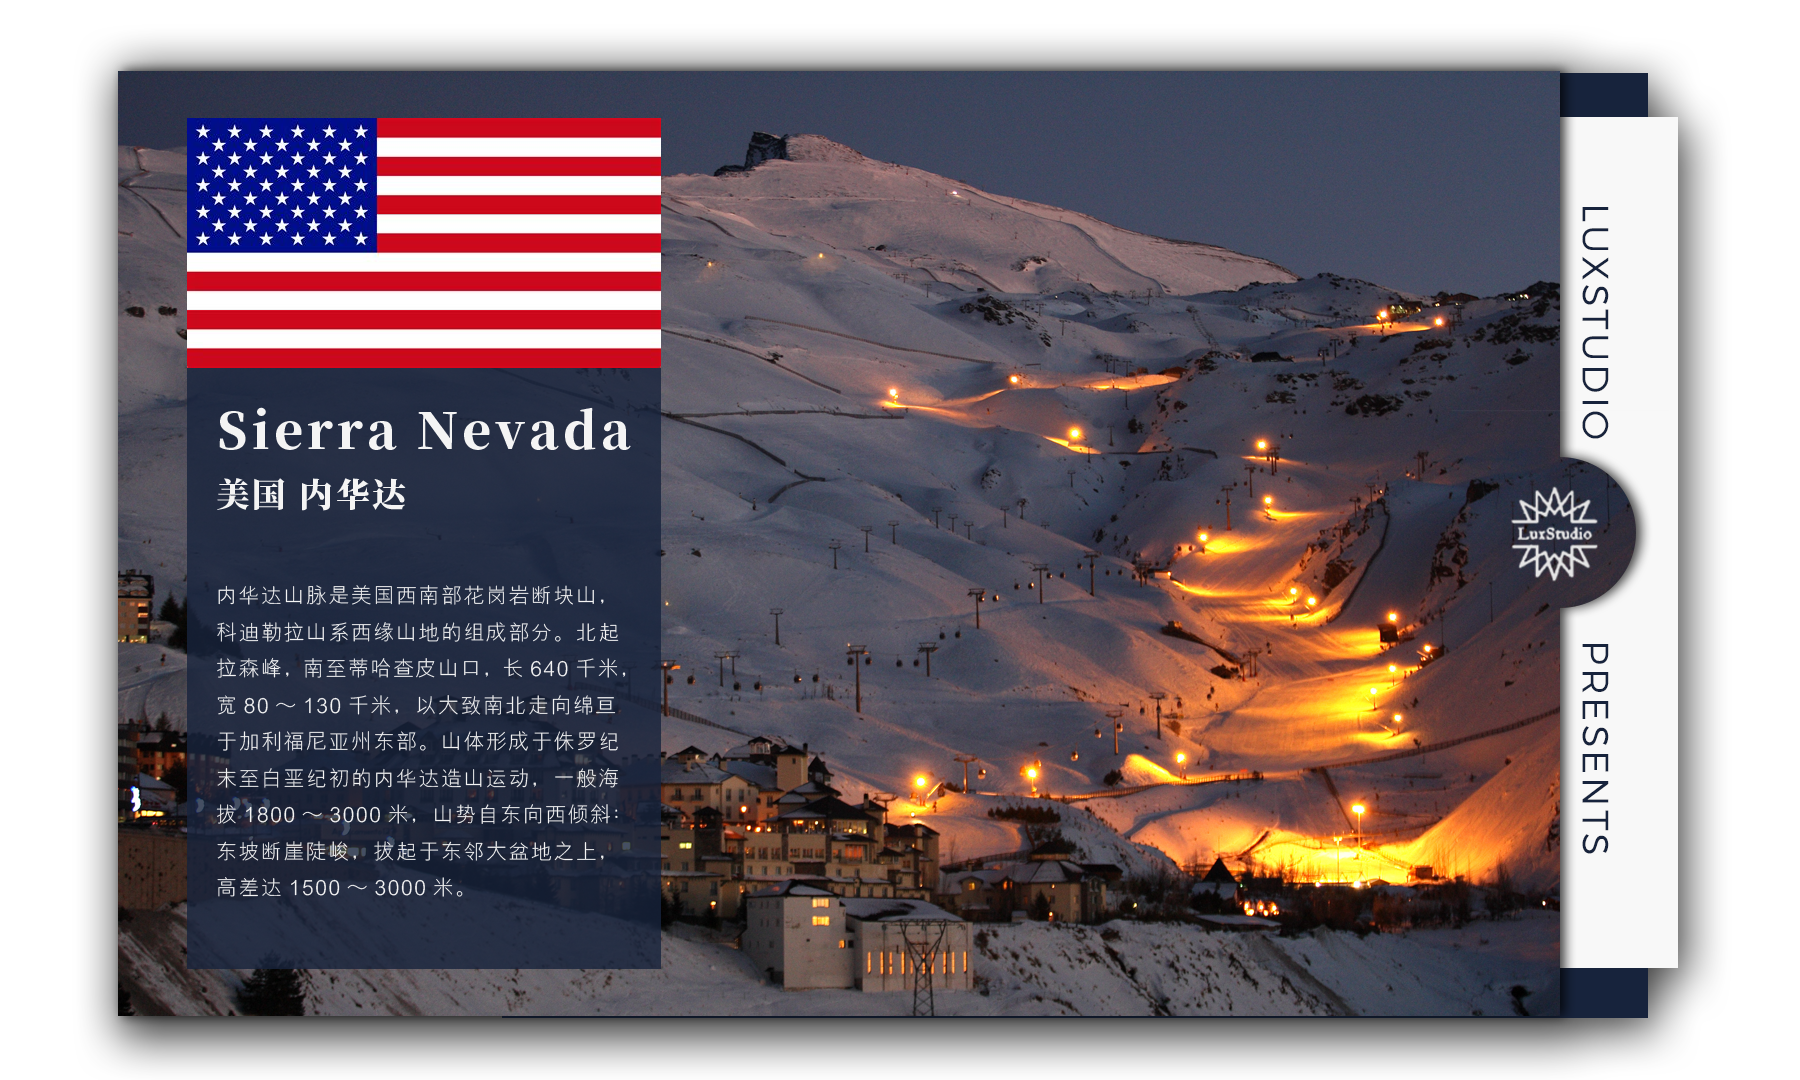 Sierra Nevada
美国 内华达
内华达山脉是美国西南部花岗岩断块山，
科迪勒拉山系西缘山地的组成部分。北起
拉森峰，南至蒂哈查皮山口，长 640 千米，
宽 80 ～ 130 千米，以大致南北走向绵亘
于加利福尼亚州东部。山体形成于侏罗纪
末至白垩纪初的内华达造山运动，一般海
拔 1800 ～ 3000 米，山势自东向西倾斜：
东坡断崖陡峻，拔起于东邻大盆地之上，
高差达 1500 ～ 3000 米。
LUXSTUDIO
LuxStudio
PRESENTS